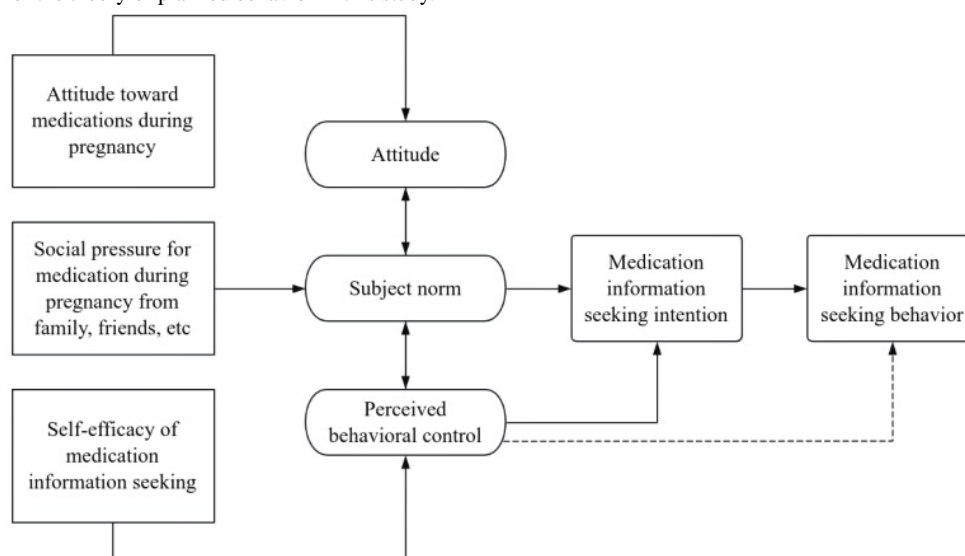 Attitude toward
medications during
pregnancy
Attitude
Social pressure for
medication during
pregnancy from
family, friends, etc
Subject norm
Medication
information
seeking intention
Medication
information
seeking behavior
Self-efficacy of
medication
information seeking
Perceived
behavioral control